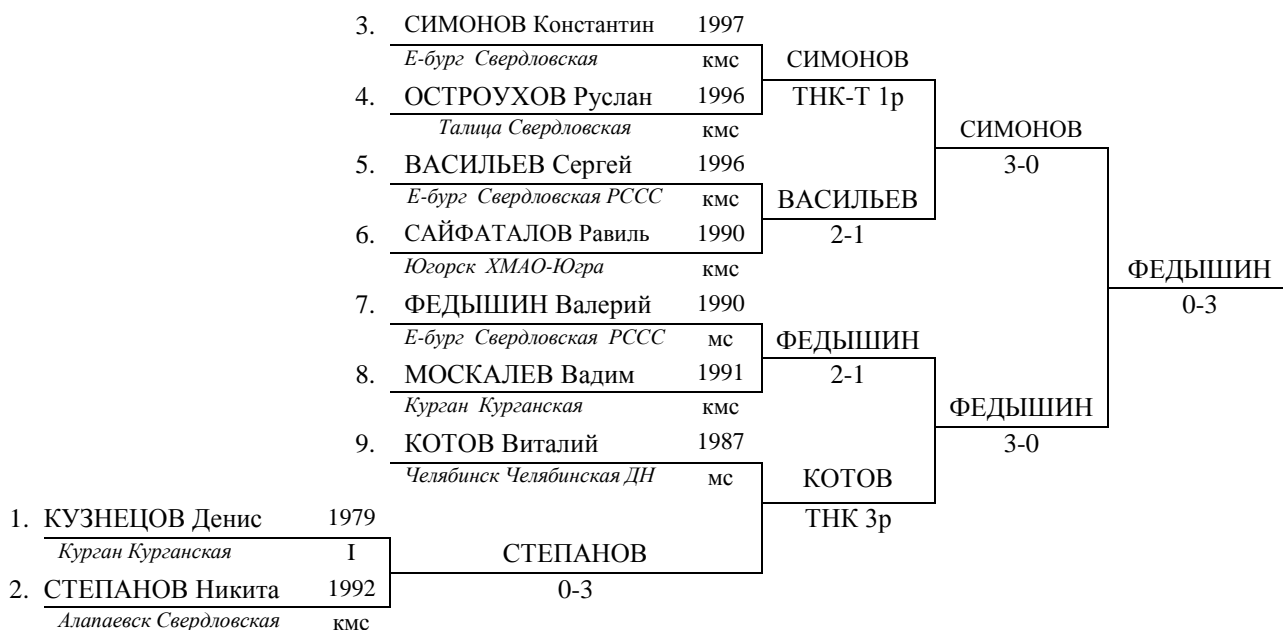 3. СИМОНОВ Константин 1997
Е-бург Свердловская кмс СИМОНОВ
4. ОСТРОУХОВ Руслан 1996 ТНК-Т 1р
Талица Свердловская кмс СИМОНОВ
5. ВАСИЛЬЕВ Сергей 1996 3-0
Е-бург Свердловская РССС кмс ВАСИЛЬЕВ
6. САЙФАТАЛОВ Равиль 1990 2-1
Югорск ХМАО-Югра кмс ФЕДЫШИН
7. ФЕДЫШИН Валерий 1990 0-3
Е-бург Свердловская РССС мс ФЕДЫШИН
8. МОСКАЛЕВ Вадим 1991 2-1
Курган Курганская кмс ФЕДЫШИН
9. КОТОВ Виталий 1987 3-0
Челябинск Челябинская ДН мс КОТОВ
1. КУЗНЕЦОВ Денис 1979 ТНК 3р
Курган Курганская I СТЕПАНОВ
2. СТЕПАНОВ Никита 1992 0-3
Алапаевск Свердловская кмс